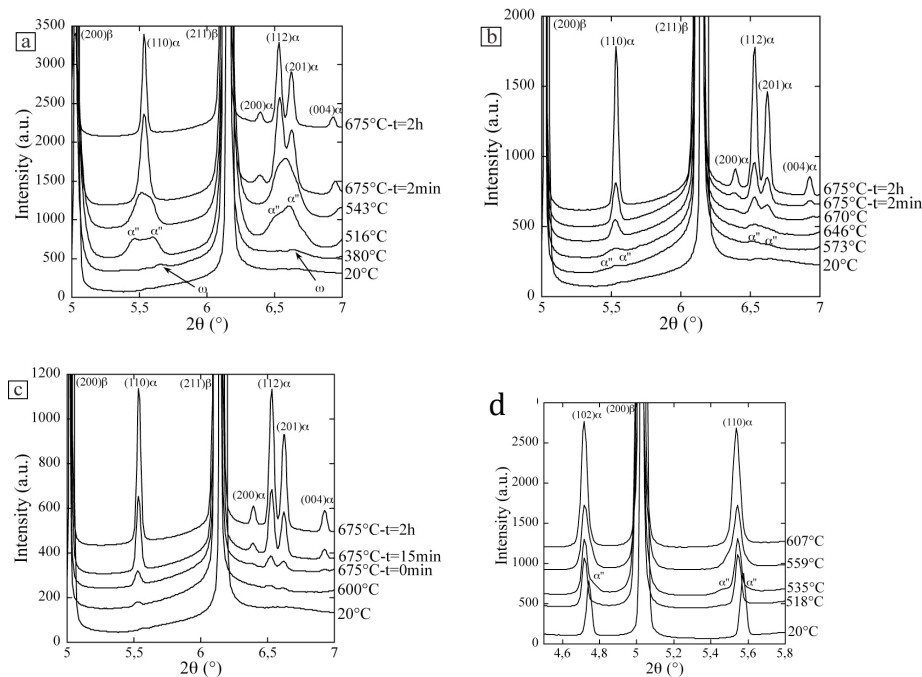 a
3500
3000
2500
2000
1500
1000
500
0
Intensity (a.u.)
(200)β
(110)α
(211)β
(112)α
(201)α
(200)α
(004)α
α" α"
α" α"
ω
ω
675°C-t=2h
675°C-t=2min
543°C
516°C
380°C
20°C
5 5,5 6 6,5 7
2θ (°)
b
2000
1500
1000
500
0
Intensity (a.u.)
(200)β
(110)α
(211)β
(112)α
(201)α
(200)α
(004)α
α" α"
α" α"
675°C-t=2h
675°C-t=2min
670°C
646°C
573°C
20°C
5 5,5 6 6,5 7
2θ (°)
c
1200
1000
800
600
400
200
0
Intensity (a.u.)
(200)β
(110)α
(211)β
(112)α
(201)α
(200)α
(004)α
675°C-t=2h
675°C-t=15min
675°C-t=0min
600°C
20°C
5 5,5 6 6,5 7
2θ (°)
d
2500
2000
1500
1000
500
0
Intensity (a.u.)
(102)α
(200)β
(110)α
α" α" α"
607°C
559°C
535°C
518°C
20°C
4,6 4,8 5 5,2 5,4 5,6 5,8
2θ (°)